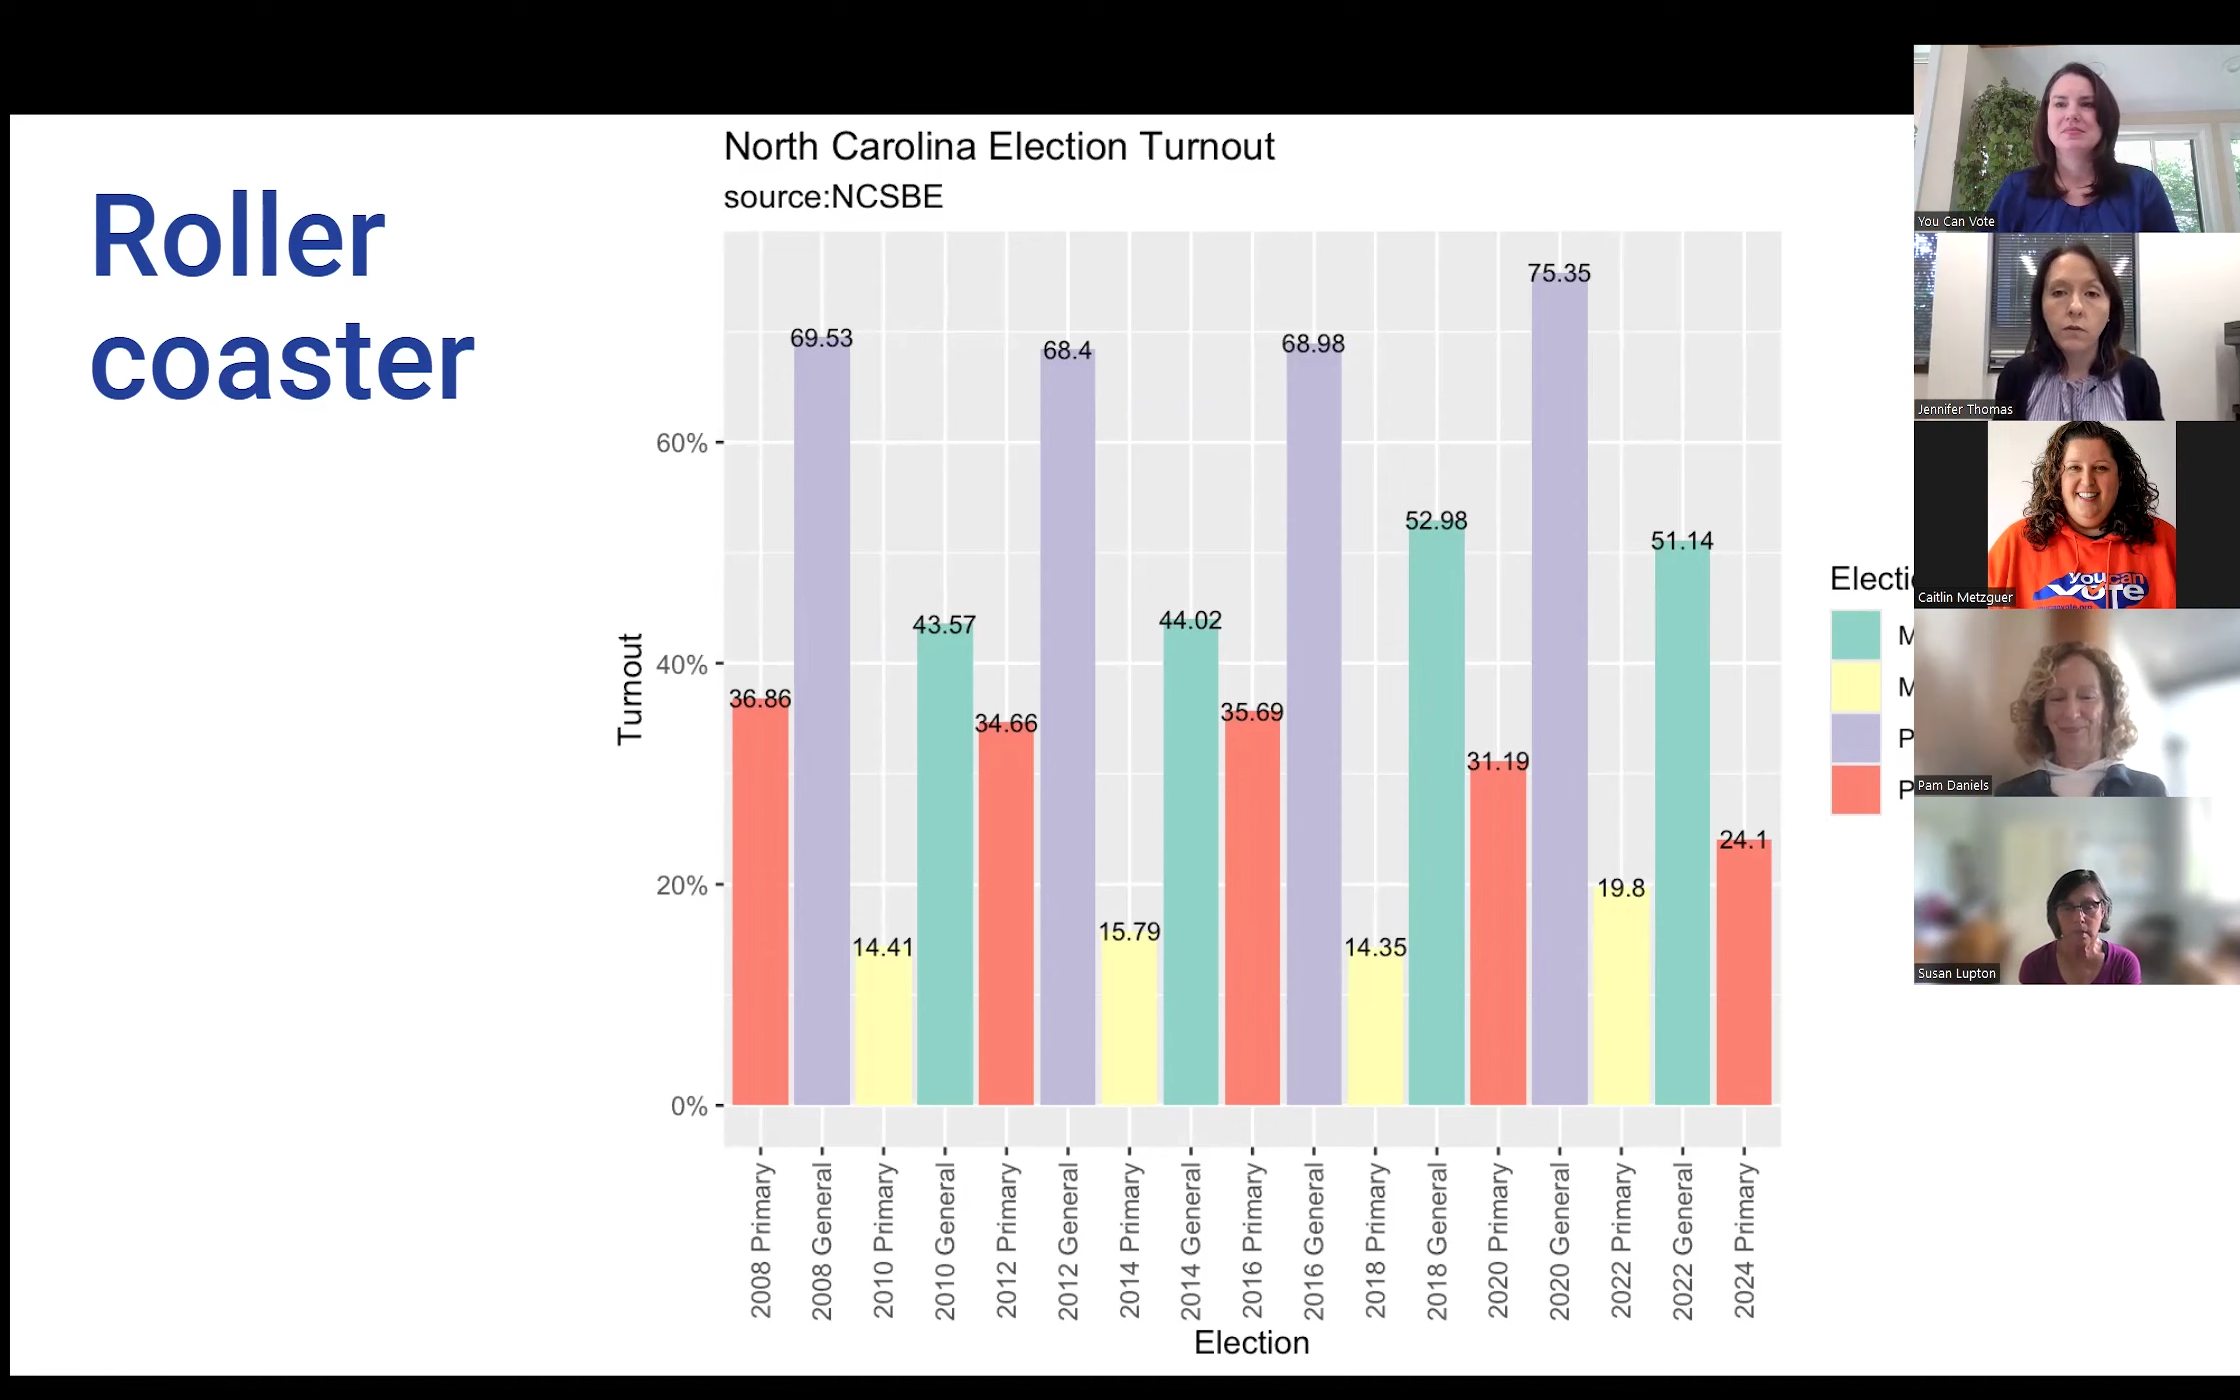 Roller
coaster
North Carolina Election Turnout
source:NCSBE
Turnout
60%
40%
20%
0%
36.86
69.53
14.41
43.57
34.66
68.4
15.79
44.02
35.69
68.98
14.35
52.98
31.19
75.35
19.8
51.14
24.1
2008 Primary
2008 General
2010 Primary
2010 General
2012 Primary
2012 General
2014 Primary
2014 General
2016 Primary
2016 General
2018 Primary
2018 General
2020 Primary
2020 General
2022 Primary
2022 General
2024 Primary
Election
Electi
M
M
P
P
You Can Vote
Jennifer Thomas
you can
VOTE
Caitlin Metzguer
Pam Daniels
Susan Lupton